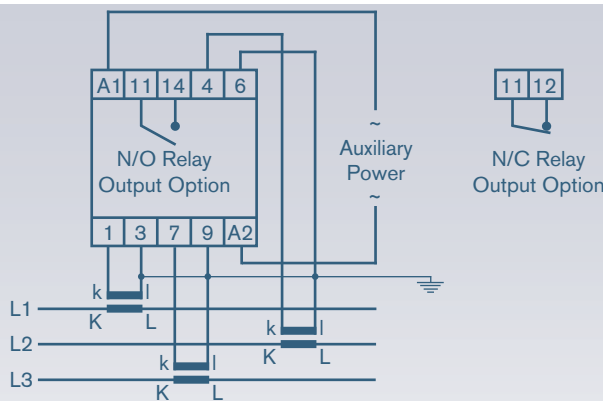 A1 11 14 4 6
N/O Relay
Output Option
1 3 7 9 A2
~
Auxiliary
Power
~
11 12
N/C Relay
Output Option
k l
L1
K L
k l
L2
K L
k l
L3
K L